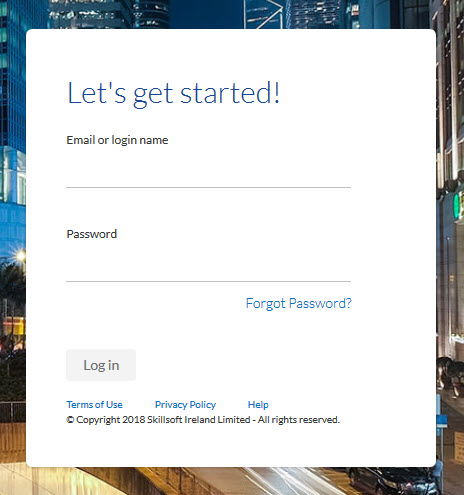 Let's get started!
Email or login name
Password
Forgot Password?
Log in
Terms of Use Privacy Policy Help
© Copyright 2018 Skillsoft Ireland Limited - All rights reserved.